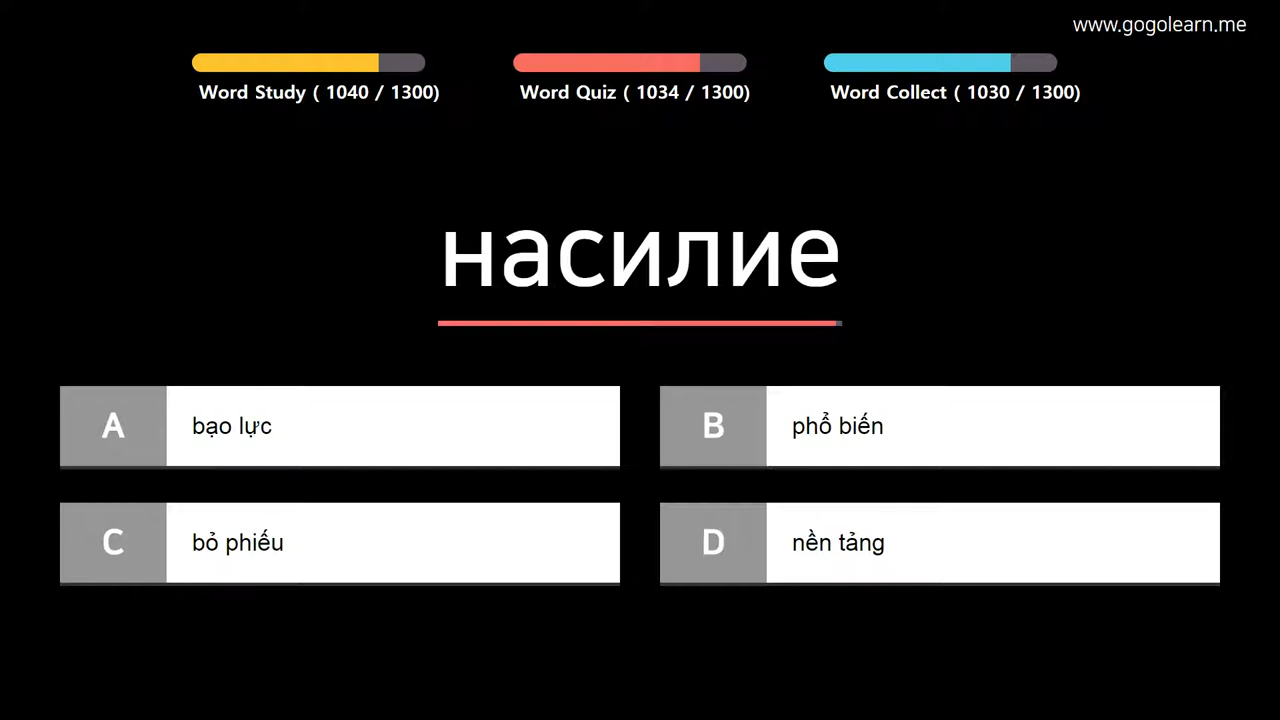 www.gogolearn.me
Word Study ( 1040 / 1300)
Word Quiz ( 1034 / 1300)
Word Collect ( 1030 / 1300)
насилие
A bạo lực
B phổ biến
C bỏ phiếu
D nền tảng